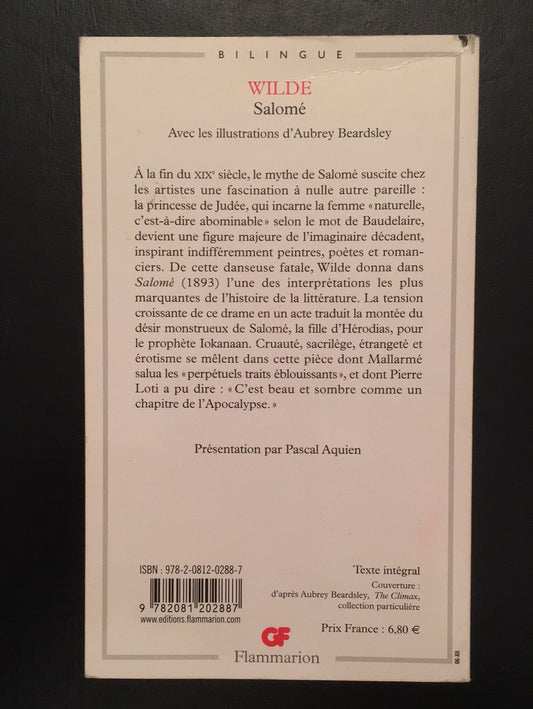 BILINGUE
WILDE
Salomé
Avec les illustrations d'Aubrey Beardsley
À la fin du XIXe siècle, le mythe de Salomé suscite chez
les artistes une fascination à nulle autre pareille :
la princesse de Judée, qui incarne la femme « naturelle,
c'est-à-dire abominable » selon le mot de Baudelaire,
devient une figure majeure de l'imaginaire décadent,
inspirant indifféremment peintres, poètes et roman-
ciers. De cette danseuse fatale, Wilde donna dans
Salomé (1893) l'une des interprétations les plus
marquantes de l'histoire de la littérature. La tension
croissante de ce drame en un acte traduit la montée du
désir monstrueux de Salomé, la fille d'Hérodias, pour
le prophète Iokanaan. Cruauté, sacrilège, étrangeté et
érotisme se mêlent dans cette pièce dont Mallarmé
salua les « perpétuels traits éblouissants », et dont Pierre
Loti a pu dire : « C'est beau et sombre comme un
chapitre de l'Apocalypse. »
Présentation par Pascal Aquien
ISBN : 978-2-0812-0288-7
9 782081 202887
www.editions.flammarion.com
Texte intégral
Couverture :
d'après Aubrey Beardsley, The Climax,
collection particulière
Prix France : 6,80 €
GF
Flammarion